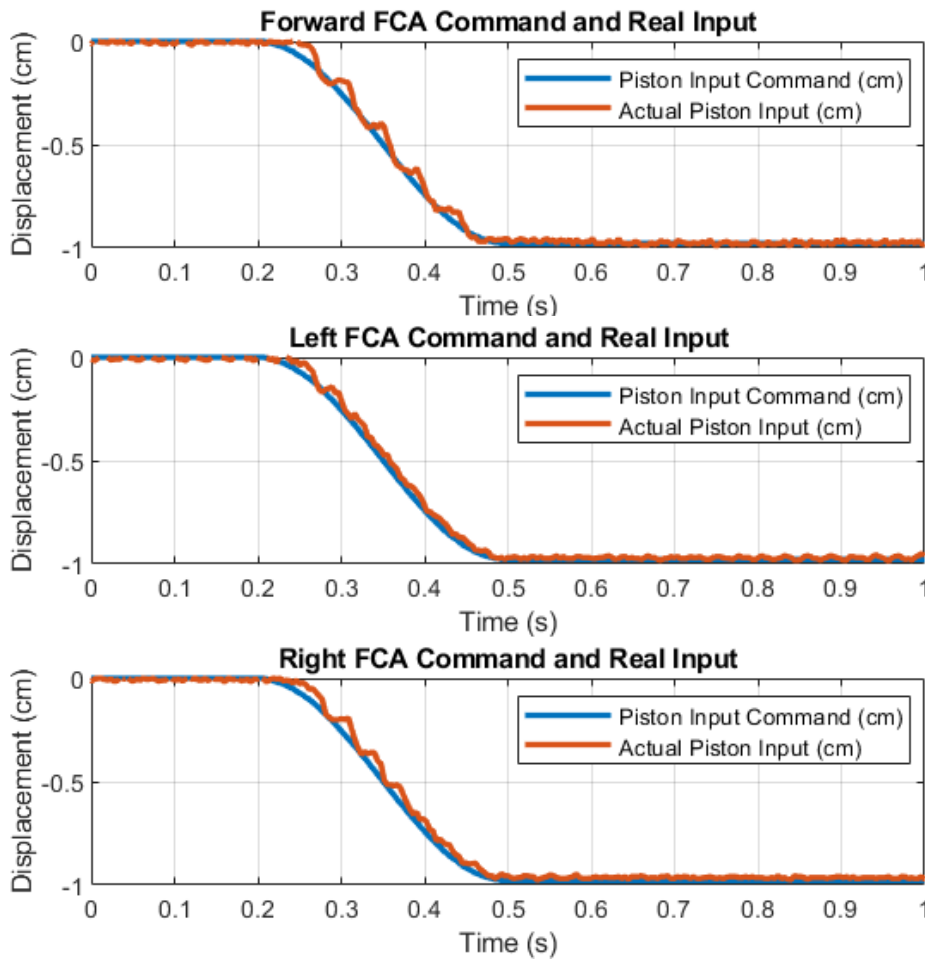 Forward FCA Command and Real Input
Displacement (cm)
0
-0.5
-1
Piston Input Command (cm)
Actual Piston Input (cm)
0 0.1 0.2 0.3 0.4 0.5 0.6 0.7 0.8 0.9 1
Time (s)
Left FCA Command and Real Input
Displacement (cm)
0
-0.5
-1
Piston Input Command (cm)
Actual Piston Input (cm)
0 0.1 0.2 0.3 0.4 0.5 0.6 0.7 0.8 0.9 1
Time (s)
Right FCA Command and Real Input
Displacement (cm)
0
-0.5
-1
Piston Input Command (cm)
Actual Piston Input (cm)
0 0.1 0.2 0.3 0.4 0.5 0.6 0.7 0.8 0.9 1
Time (s)